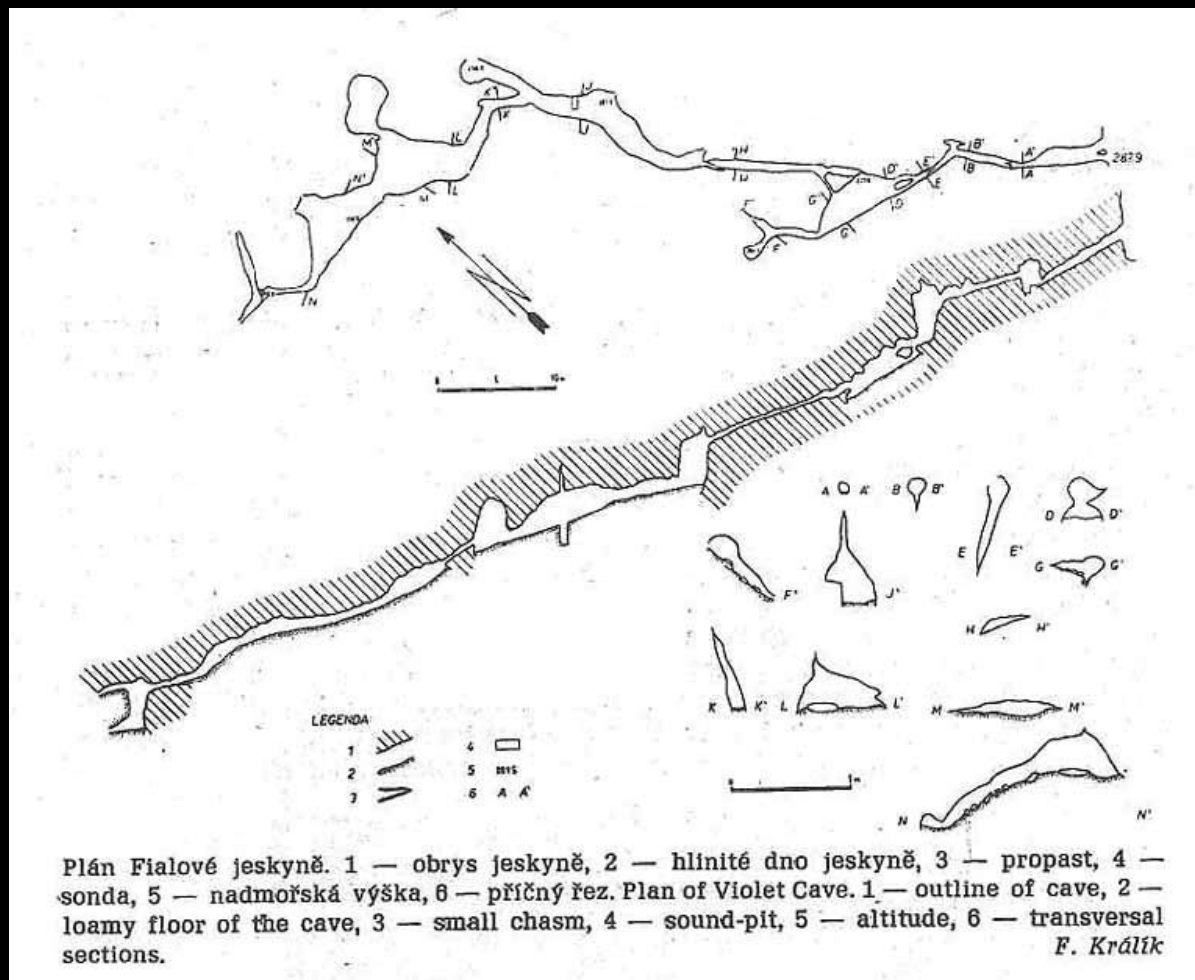 K' J
K J
L
M'
N'
M L
N
H
H
D' E' B' A'
E B A
D
2679
F'
G'
F G
A A' B B' E E' D D'
F' J' G G'
H H'
K K' L L' M M'
N N'
LEGENDA
1 4
2 5
3 6 A A'
Plán Fialové jeskyně. 1 — obrys jeskyně, 2 — hlinité dno jeskyně, 3 — propast, 4 —
sonda, 5 — nadmořská výška, 6 — příčný řez. Plan of Violet Cave. 1 — outline of cave, 2 —
loamy floor of the cave, 3 — small chasm, 4 — sound-pit, 5 — altitude, 6 — transversal
sections. F. Králík